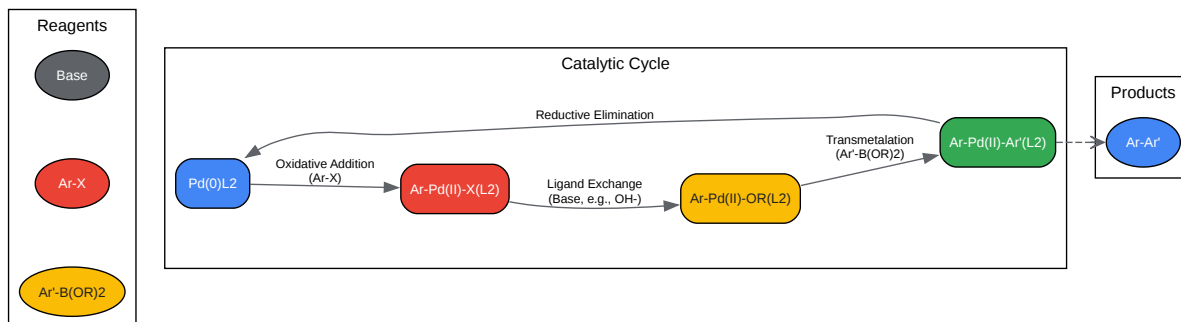 Reagents
Base
Ar-X
Ar'-B(OR)2
Catalytic Cycle
Reductive Elimination
Pd(0)L2
Oxidative Addition
(Ar-X)
Ar-Pd(II)-X(L2)
Ligand Exchange
(Base, e.g., OH-)
Ar-Pd(II)-OR(L2)
Transmetalation
(Ar'-B(OR)2)
Ar-Pd(II)-Ar'(L2)
Products
Ar-Ar'